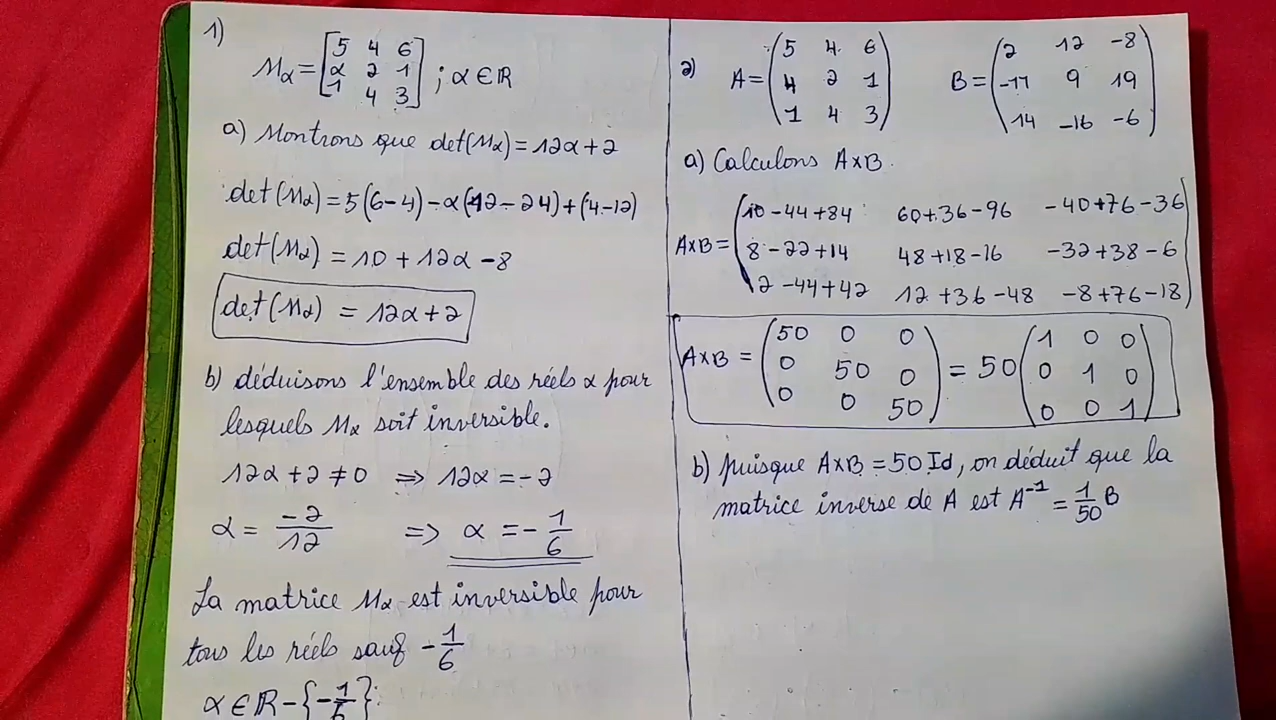 1)
Mα = [5 4 6
α 2 1
1 4 3] ; α ∈ ℝ
a) Montrons que det(Mα) = 12α + 2
det(Mα) = 5(6-4) - α(12-24) + (4-12)
det(Mα) = 10 + 12α - 8
det(Mα) = 12α + 2
b) déduisons l'ensemble des réels α pour
lesquels Mα soit inversible.
12α + 2 ≠ 0 ⇒ 12α = -2
α = -2/12 ⇒ α = -1/6
La matrice Mα est inversible pour
tous les réels sauf -1/6
α ∈ ℝ - {-1/6}.
2) A = (5 4 6
4 2 1
1 4 3) B = (2 12 -8
-11 9 19
14 -16 -6)
a) Calculons A×B.
A×B = (10-44+84 60+36-96 -40+76-36
8-22+14 48+18-16 -32+38-6
2-44+42 12+36-48 -8+76-18)
A×B = (50 0 0
0 50 0
0 0 50) = 50(1 0 0
0 1 0
0 0 1)
b) puisque A×B = 50Id, on déduit que la
matrice inverse de A est A⁻¹ = 1/50 B